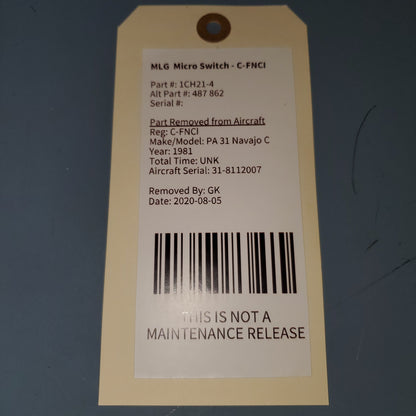 MLG Micro Switch - C-FNCI
Part #: 1CH21-4
Alt Part #: 487 862
Serial #:
Part Removed from Aircraft
Reg: C-FNCI
Make/Model: PA 31 Navajo C
Year: 1981
Total Time: UNK
Aircraft Serial: 31-8112007
Removed By: GK
Date: 2020-08-05
THIS IS NOT A
MAINTENANCE RELEASE